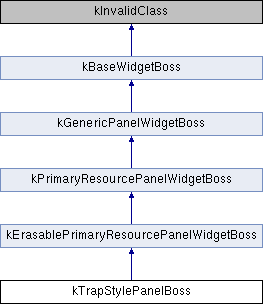 kInvalidClass
kBaseWidgetBoss
kGenericPanelWidgetBoss
kPrimaryResourcePanelWidgetBoss
kErasablePrimaryResourcePanelWidgetBoss
kTrapStylePanelBoss